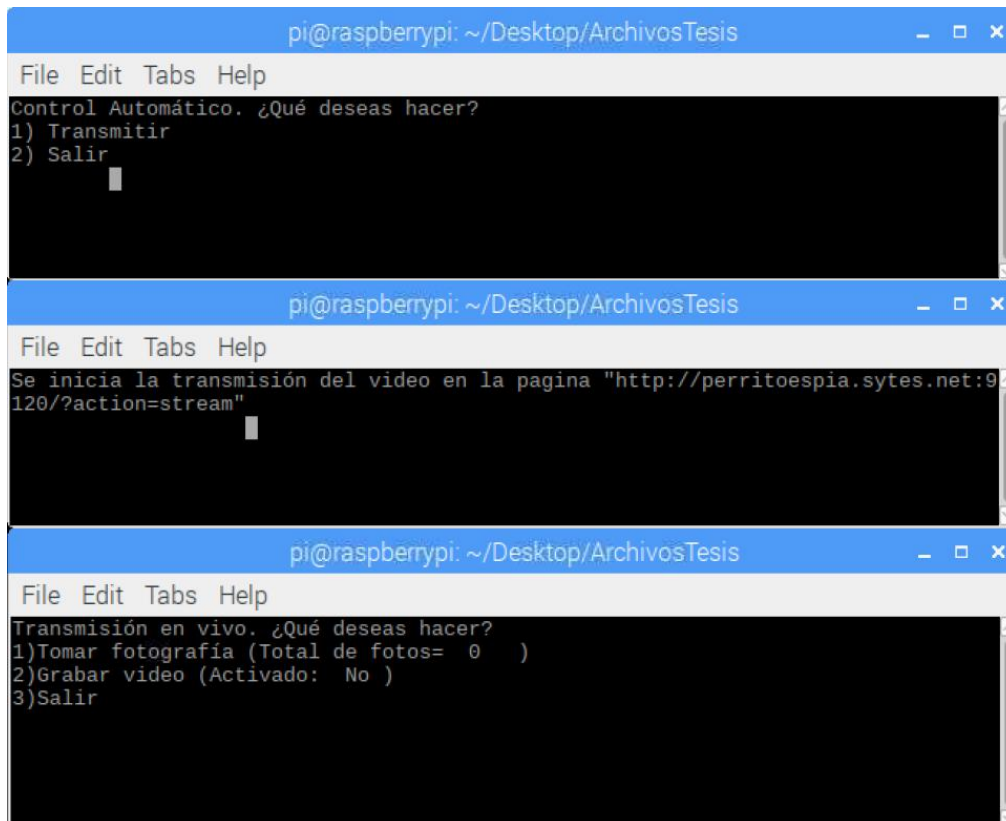 pi@raspberrypi: ~/Desktop/ArchivosTesis
File Edit Tabs Help
Control Automático. ¿Qué deseas hacer?
1) Transmitir
2) Salir
pi@raspberrypi: ~/Desktop/ArchivosTesis
File Edit Tabs Help
Se inicia la transmisión del video en la pagina "http://perritoespia.sytes.net:9
120/?action=stream"
pi@raspberrypi: ~/Desktop/ArchivosTesis
File Edit Tabs Help
Transmisión en vivo. ¿Qué deseas hacer?
1)Tomar fotografía (Total de fotos=  0   )
2)Grabar video (Activado:  No )
3)Salir